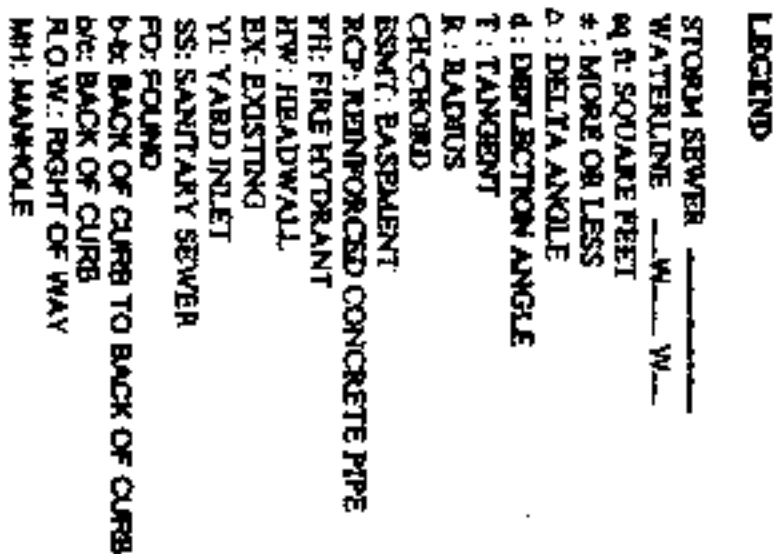 LEGEND
STORM SEWER
WATERLINE —W—W—
sq ft: SQUARE FEET
±: MORE OR LESS
△: DELTA ANGLE
d: DEFLECTION ANGLE
T: TANGENT
R: RADIUS
CH:CHORD
ESMT: EASEMENT
RCP: REINFORCED CONCRETE PIPE
FH: FIRE HYDRANT
HW: HEADWALL
EX: EXISTING
YI: YARD INLET
SS: SANITARY SEWER
FD: FOUND
b-b: BACK OF CURB TO BACK OF CURB
b/c: BACK OF CURB
R.O.W.: RIGHT OF WAY
MH: MANHOLE